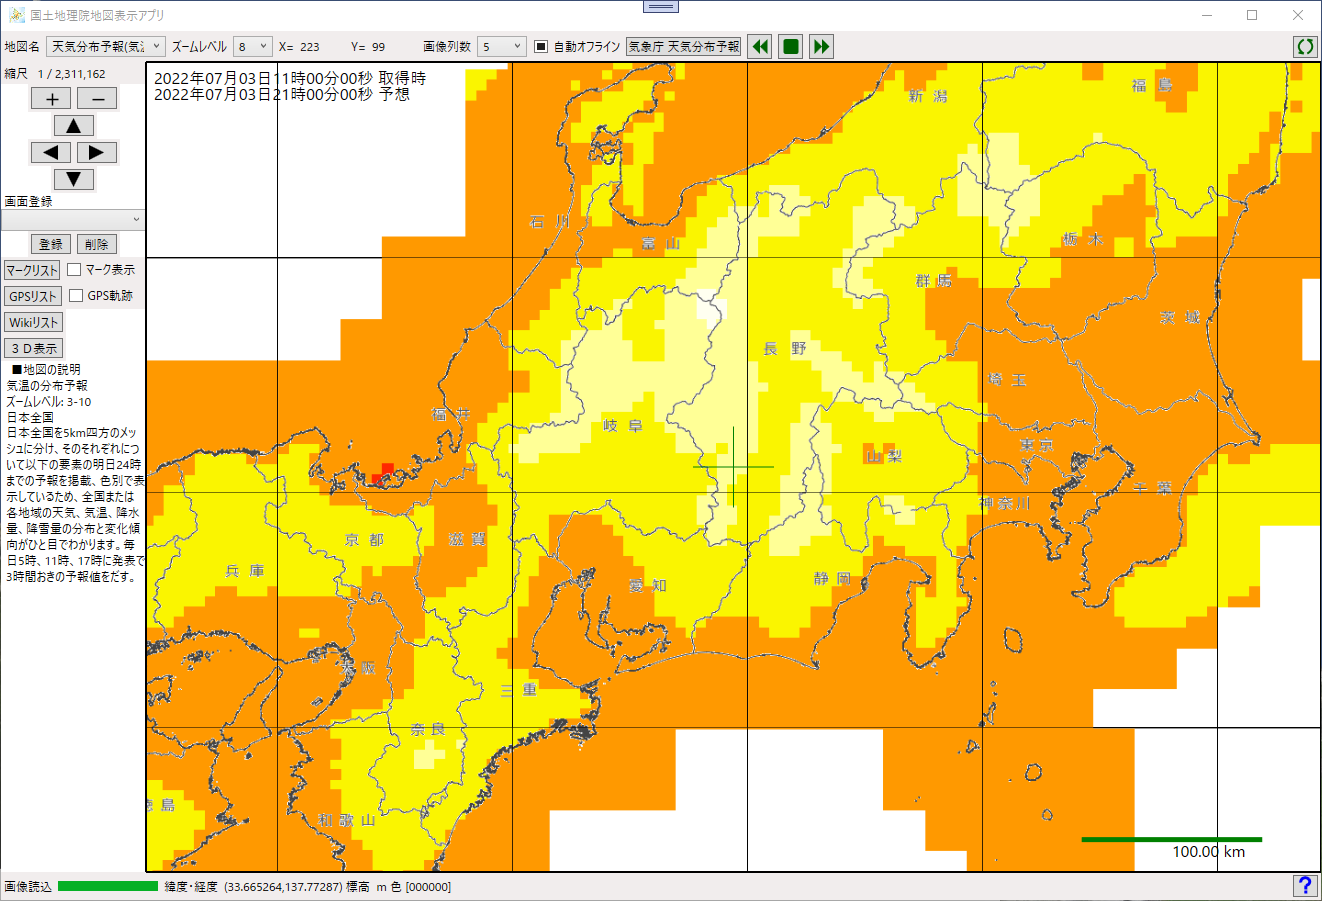 国土地理院地図表示アプリ
地図名 天気分布予報(気 ズームレベル 8 X= 223 Y= 99 画像列数 5 自動オフライン 気象庁 天気分布予報
縮尺 1 / 2,311,162
+ −
画面登録
登録 削除
マークリスト マーク表示
GPSリスト GPS軌跡
Wikiリスト
３Ｄ表示
■地図の説明
気温の分布予報
ズームレベル: 3-10
日本全国
日本全国を5km四方のメッ
シュに分け、そのそれぞれにつ
いて以下の要素の明日24時
までの予報を掲載、色別で表
示しているため、全国または
各地域の天気、気温、降水
量、降雪量の分布と変化傾
向がひと目でわかります。毎
日5時、11時、17時に発表で
3時間おきの予報値をだす。
2022年07月03日11時00分00秒 取得時
2022年07月03日21時00分00秒 予想
福島
新潟
石川
富山
栃木
群馬
茨城
長野
埼玉
福井
岐阜
東京
山梨
千葉
神奈川
京都
滋賀
兵庫
愛知
静岡
大阪
三重
奈良
徳島
和歌山
100.00 km
画像読込 緯度・経度 (33.665264,137.77287) 標高 m 色 [000000] ?